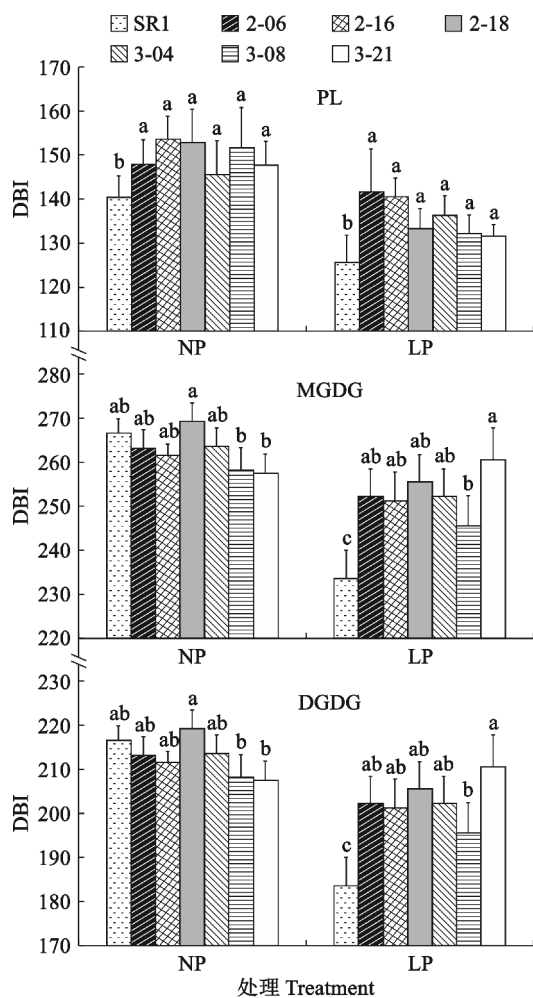 SR1 2-06 2-16 2-18
3-04 3-08 3-21
170
PL
160
a a a a a a
150
a
140
b
a a a a a
130
b
120
110
DBI
NP LP
280
MGDG
270
ab ab ab a ab b b
260
a
250
ab ab ab ab b
240
c
230
220
DBI
NP LP
230
DGDG
220
ab ab ab a ab b b
210
a
200
ab ab ab ab b
190
c
180
170
DBI
NP LP
处理 Treatment